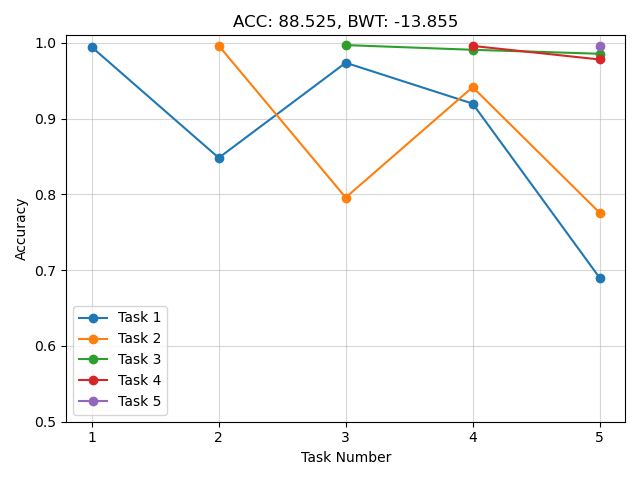 ACC: 88.525, BWT: -13.855
Accuracy
1.0
0.9
0.8
0.7
0.6
0.5
Task 1
Task 2
Task 3
Task 4
Task 5
1 2 3 4 5
Task Number